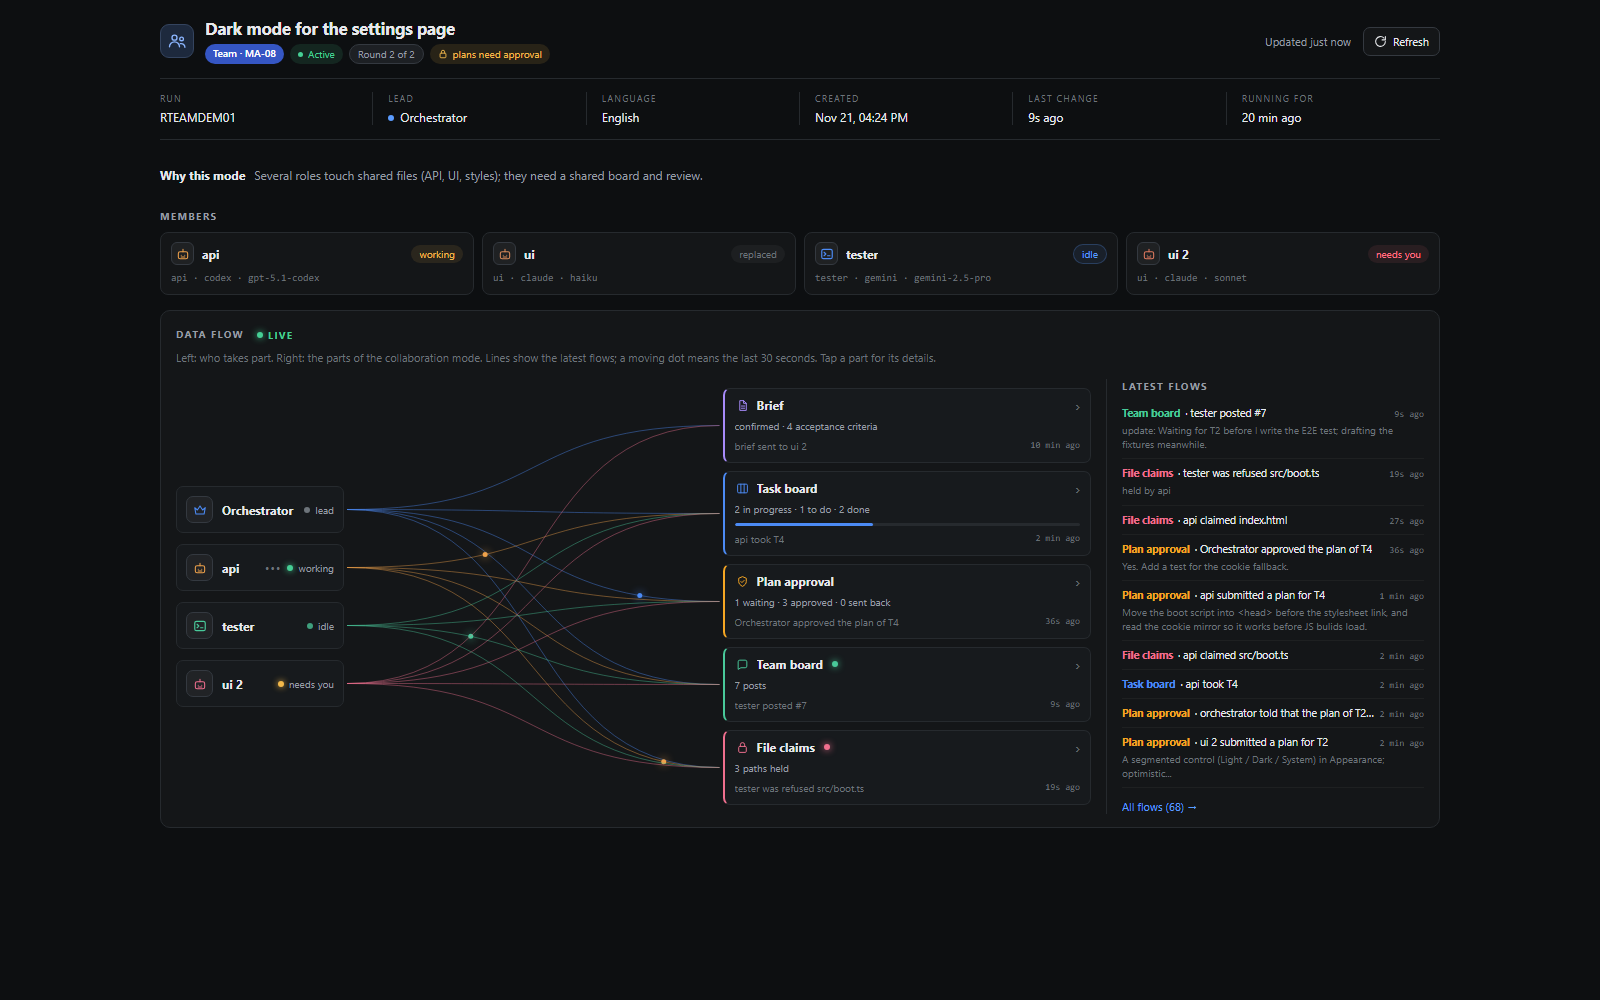 Dark mode for the settings page
Team · MA-08
Active
Round 2 of 2
plans need approval
Updated just now
Refresh
RUN
RTEAMDEM01
LEAD
Orchestrator
LANGUAGE
English
CREATED
Nov 21, 04:24 PM
LAST CHANGE
9s ago
RUNNING FOR
20 min ago
Why this mode Several roles touch shared files (API, UI, styles); they need a shared board and review.
MEMBERS
api
working
api · codex · gpt-5.1-codex
ui
replaced
ui · claude · haiku
tester
idle
tester · gemini · gemini-2.5-pro
ui 2
needs you
ui · claude · sonnet
DATA FLOW
LIVE
Left: who takes part. Right: the parts of the collaboration mode. Lines show the latest flows; a moving dot means the last 30 seconds. Tap a part for its details.
Orchestrator
lead
api
working
tester
idle
ui 2
needs you
Brief
confirmed · 4 acceptance criteria
brief sent to ui 2
10 min ago
Task board
2 in progress · 1 to do · 2 done
api took T4
2 min ago
Plan approval
1 waiting · 3 approved · 0 sent back
Orchestrator approved the plan of T4
36s ago
Team board
7 posts
tester posted #7
9s ago
File claims
3 paths held
tester was refused src/boot.ts
19s ago
LATEST FLOWS
Team board · tester posted #7 9s ago
update: Waiting for T2 before I write the E2E test; drafting the
fixtures meanwhile.
File claims · tester was refused src/boot.ts 19s ago
held by api
File claims · api claimed index.html 27s ago
Plan approval · Orchestrator approved the plan of T4 36s ago
Yes. Add a test for the cookie fallback.
Plan approval · api submitted a plan for T4 1 min ago
Move the boot script into <head> before the stylesheet link, and
read the cookie mirror so it works before JS bulids load.
File claims · api claimed src/boot.ts 2 min ago
Task board · api took T4 2 min ago
Plan approval · orchestrator told that the plan of T2... 2 min ago
Plan approval · ui 2 submitted a plan for T2 2 min ago
A segmented control (Light / Dark / System) in Appearance;
optimistic...
All flows (68) →